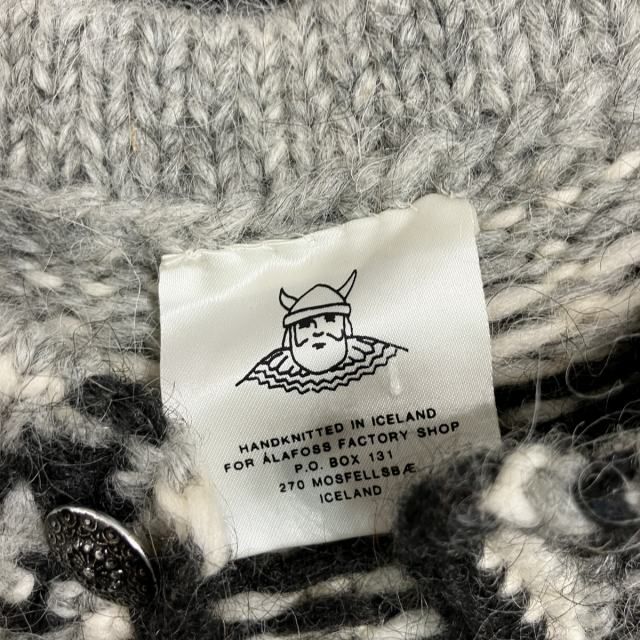 HANDKNITTED IN ICELAND
FOR ÁLAFOSS FACTORY SHOP
P.O. BOX 131
270 MOSFELLSBÆ
ICELAND